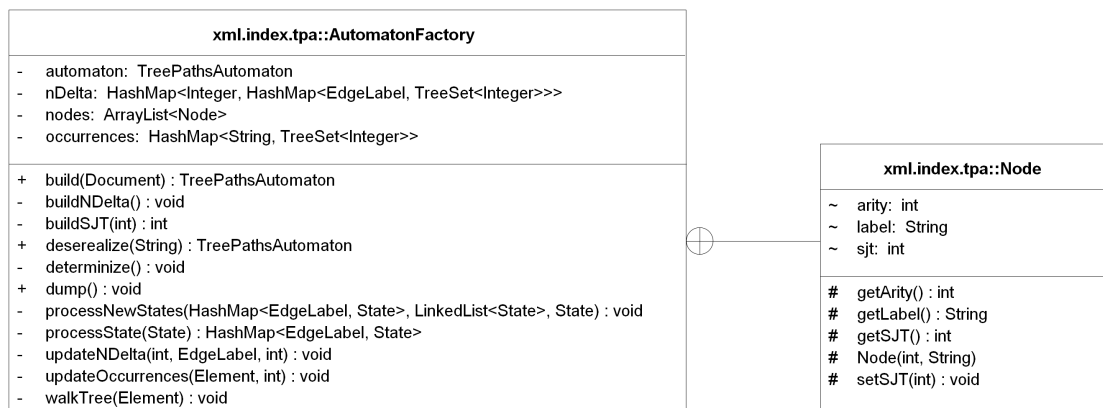 xml.index.tpa::AutomatonFactory
- automaton: TreePathsAutomaton
- nDelta: HashMap<Integer, HashMap<EdgeLabel, TreeSet<Integer>>>
- nodes: ArrayList<Node>
- occurrences: HashMap<String, TreeSet<Integer>>
+ build(Document) : TreePathsAutomaton
- buildNDelta() : void
- buildSJT(int) : int
+ deserealize(String) : TreePathsAutomaton
- determinize() : void
+ dump() : void
- processNewStates(HashMap<EdgeLabel, State>, LinkedList<State>, State) : void
- processState(State) : HashMap<EdgeLabel, State>
- updateNDelta(int, EdgeLabel, int) : void
- updateOccurrences(Element, int) : void
- walkTree(Element) : void
xml.index.tpa::Node
~ arity: int
~ label: String
~ sjt: int
# getArity() : int
# getLabel() : String
# getSJT() : int
# Node(int, String)
# setSJT(int) : void